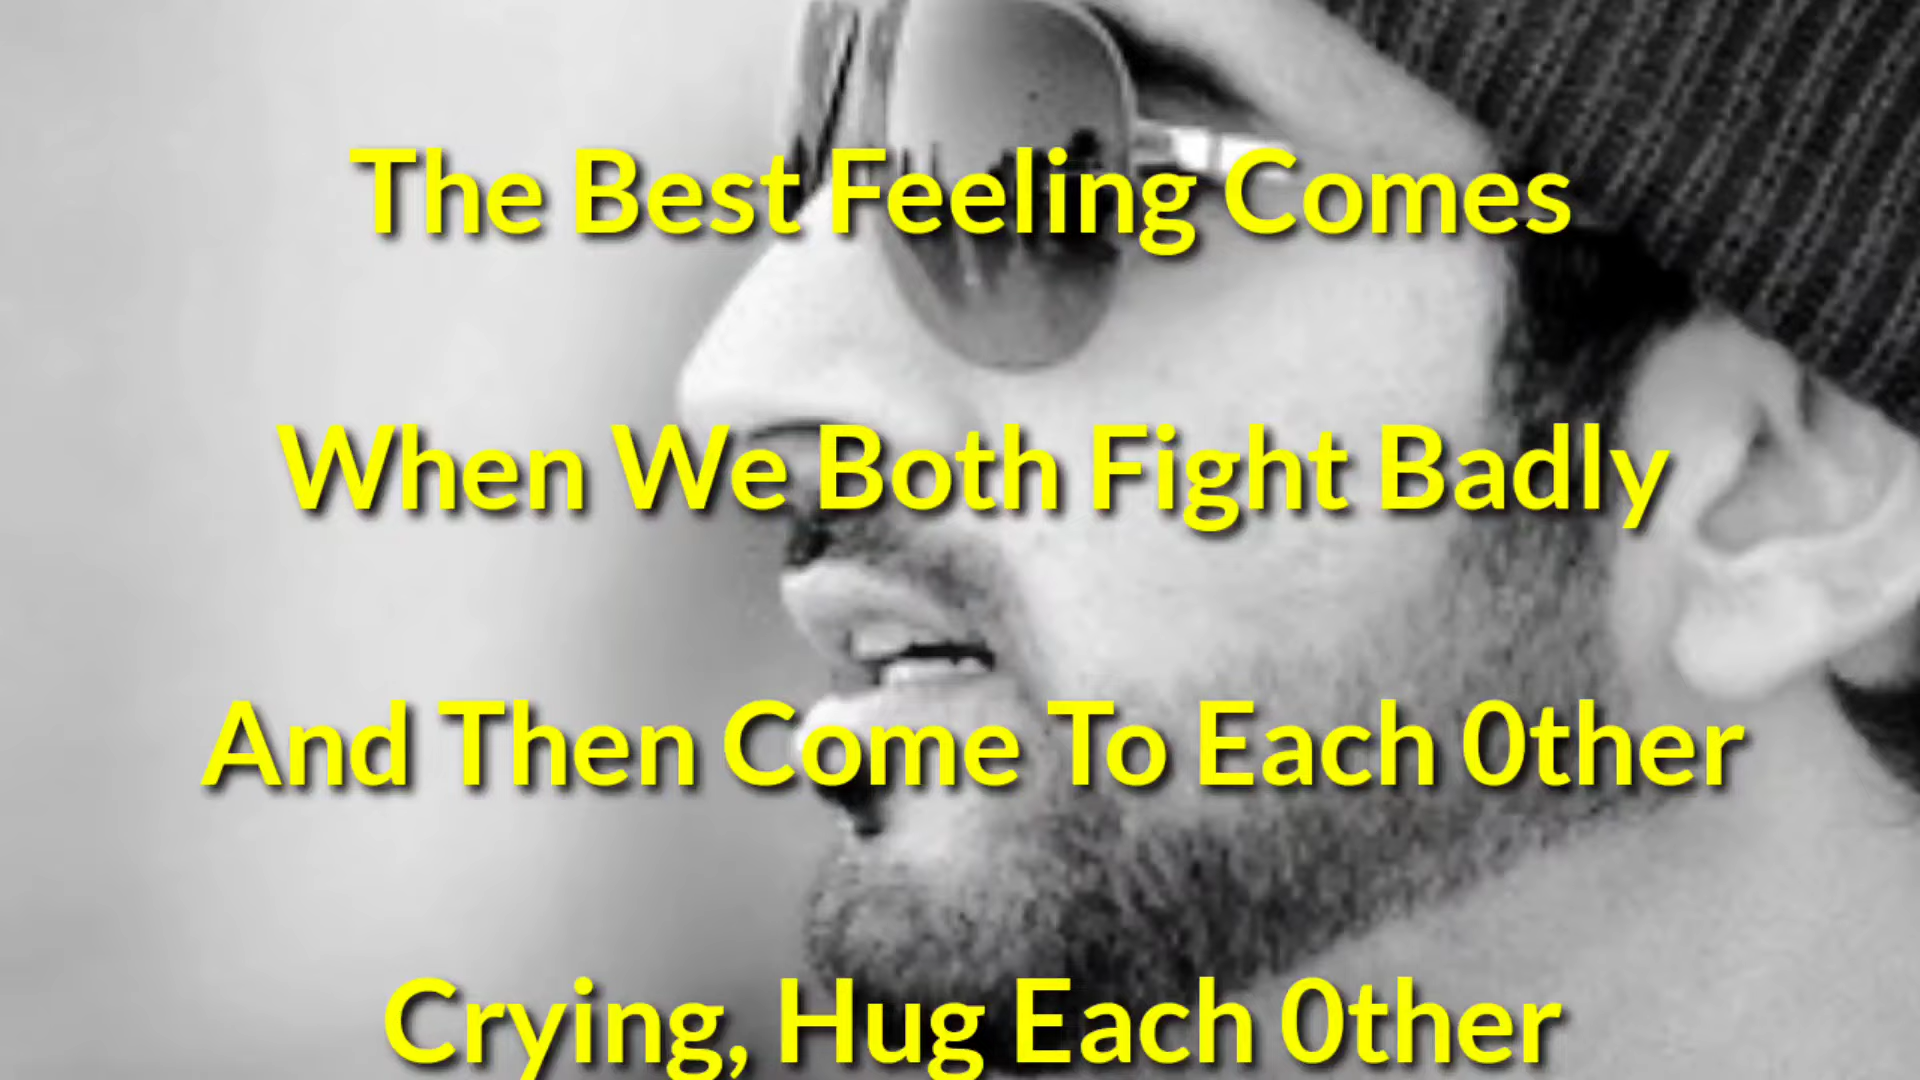 The Best Feeling Comes
When We Both Fight Badly
And Then Come To Each 0ther
Crying, Hug Each 0ther